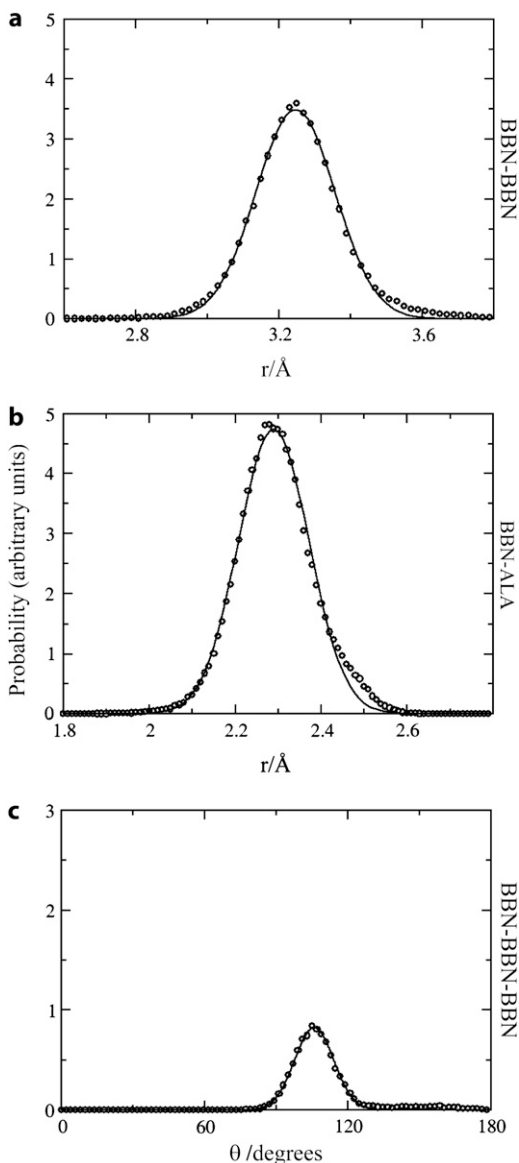 a
5
4
3
2
1
0
2.8 3.2 3.6
r/Å
BBN-BBN
b
5
4
3
2
1
0
1.8 2 2.2 2.4 2.6
r/Å
Probability (arbitrary units)
BBN-ALA
c
3
2
1
0
0 60 120 180
θ /degrees
BBN-BBN-BBN